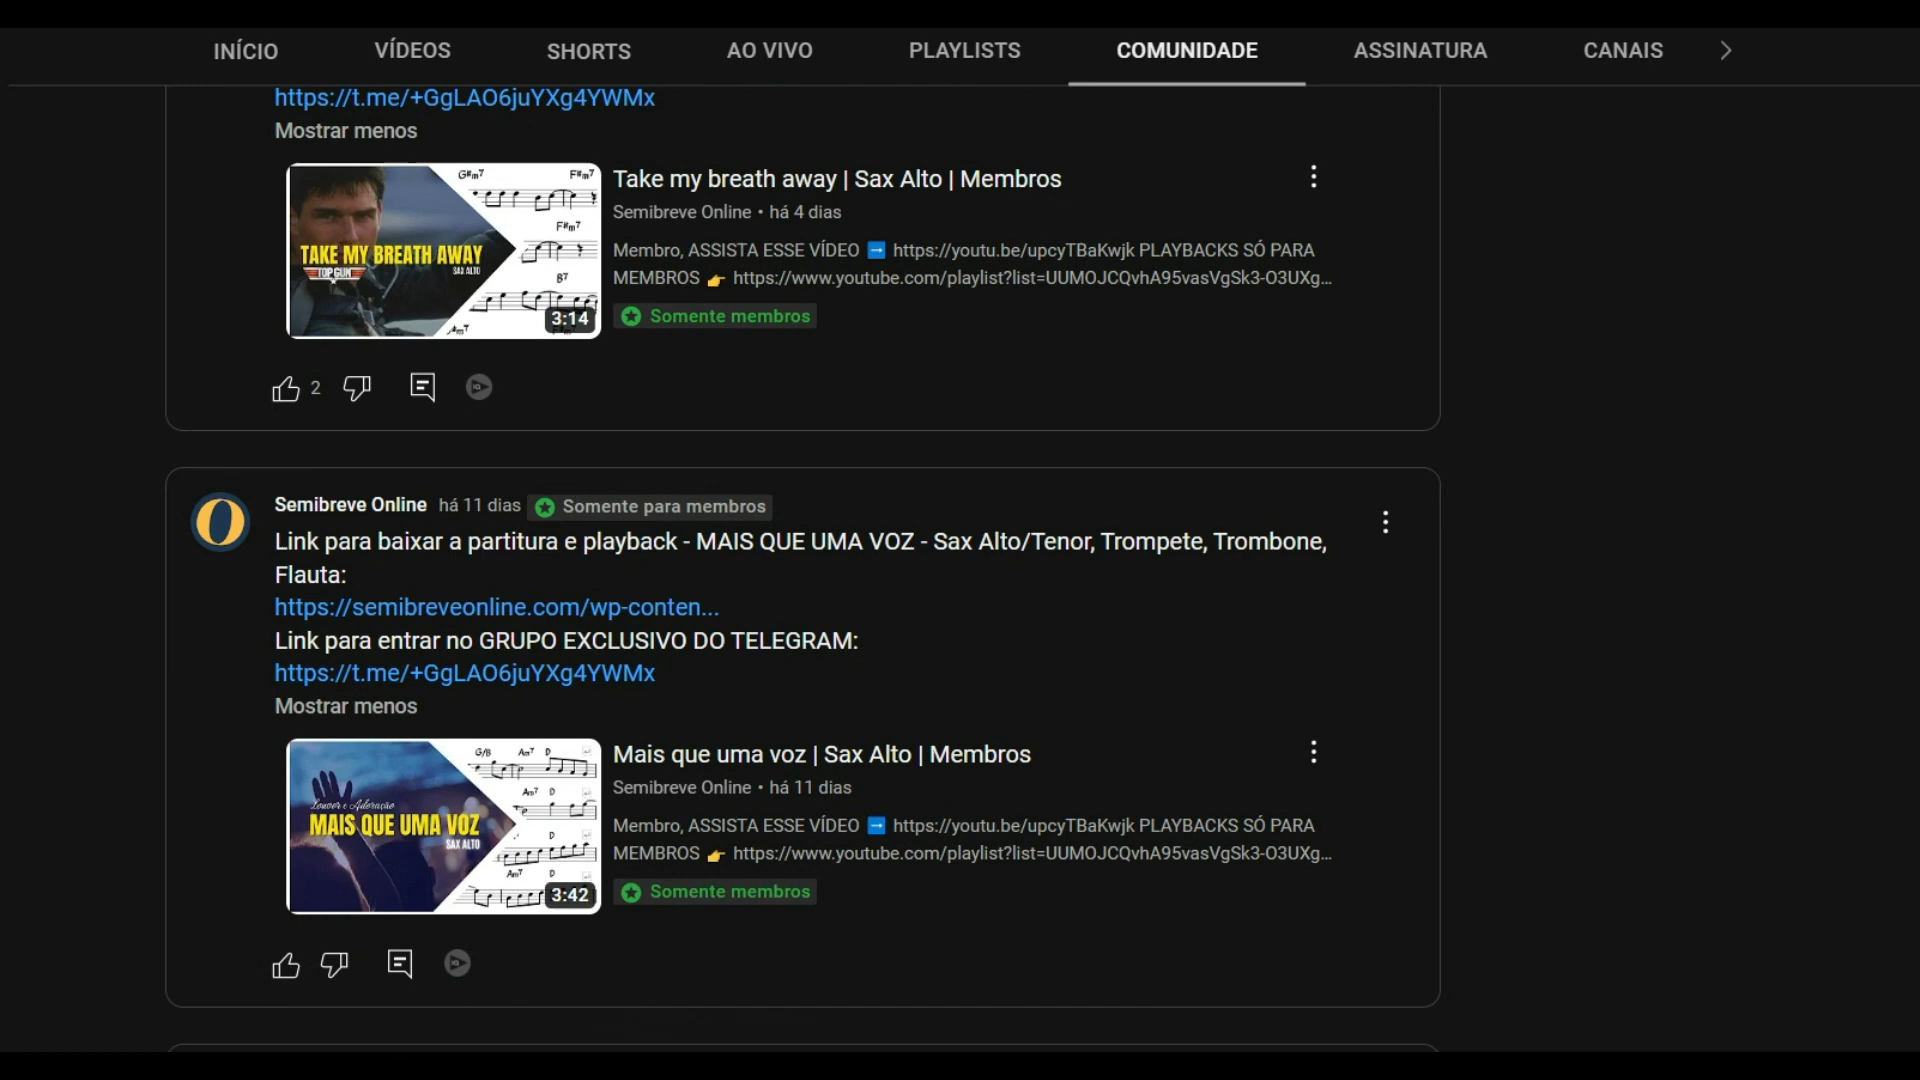 INÍCIO VÍDEOS SHORTS AO VIVO PLAYLISTS COMUNIDADE ASSINATURA CANAIS
https://t.me/+GgLAO6juYXg4YWMx
Mostrar menos
G#m7 F#m7
F#m7
B7
TAKE MY BREATH AWAY
SAX ALTO
TOP GUN
3:14
Take my breath away | Sax Alto | Membros
Semibreve Online • há 4 dias
Membro, ASSISTA ESSE VÍDEO ➡️ https://youtu.be/upcyTBaKwjk PLAYBACKS SÓ PARA
MEMBROS 👉 https://www.youtube.com/playlist?list=UUMOJCQvhA95vasVgSk3-O3UXg...
Somente membros
2
Semibreve Online há 11 dias Somente para membros
Link para baixar a partitura e playback - MAIS QUE UMA VOZ - Sax Alto/Tenor, Trompete, Trombone,
Flauta:
https://semibreveonline.com/wp-conten...
Link para entrar no GRUPO EXCLUSIVO DO TELEGRAM:
https://t.me/+GgLAO6juYXg4YWMx
Mostrar menos
G/B Am7 D
Am7 D
D
Am7 D
Louvor e Adoração
MAIS QUE UMA VOZ
SAX ALTO
3:42
Mais que uma voz | Sax Alto | Membros
Semibreve Online • há 11 dias
Membro, ASSISTA ESSE VÍDEO ➡️ https://youtu.be/upcyTBaKwjk PLAYBACKS SÓ PARA
MEMBROS 👉 https://www.youtube.com/playlist?list=UUMOJCQvhA95vasVgSk3-O3UXg...
Somente membros